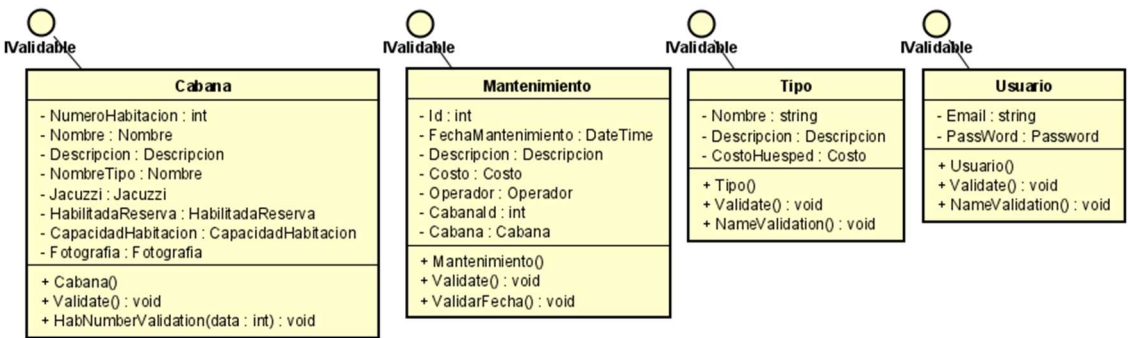 IValidable
Cabana
- NumeroHabitacion : int
- Nombre : Nombre
- Descripcion : Descripcion
- NombreTipo : Nombre
- Jacuzzi : Jacuzzi
- HabilitadaReserva : HabilitadaReserva
- CapacidadHabitacion : CapacidadHabitacion
- Fotografia : Fotografia
+ Cabana()
+ Validate() : void
+ HabNumberValidation(data : int) : void
IValidable
Mantenimiento
- Id : int
- FechaMantenimiento : DateTime
- Descripcion : Descripcion
- Costo : Costo
- Operador : Operador
- CabanaId : int
- Cabana : Cabana
+ Mantenimiento()
+ Validate() : void
+ ValidarFecha() : void
IValidable
Tipo
- Nombre : string
- Descripcion : Descripcion
- CostoHuesped : Costo
+ Tipo()
+ Validate() : void
+ NameValidation() : void
IValidable
Usuario
- Email : string
- PassWord : Password
+ Usuario()
+ Validate() : void
+ NameValidation() : void